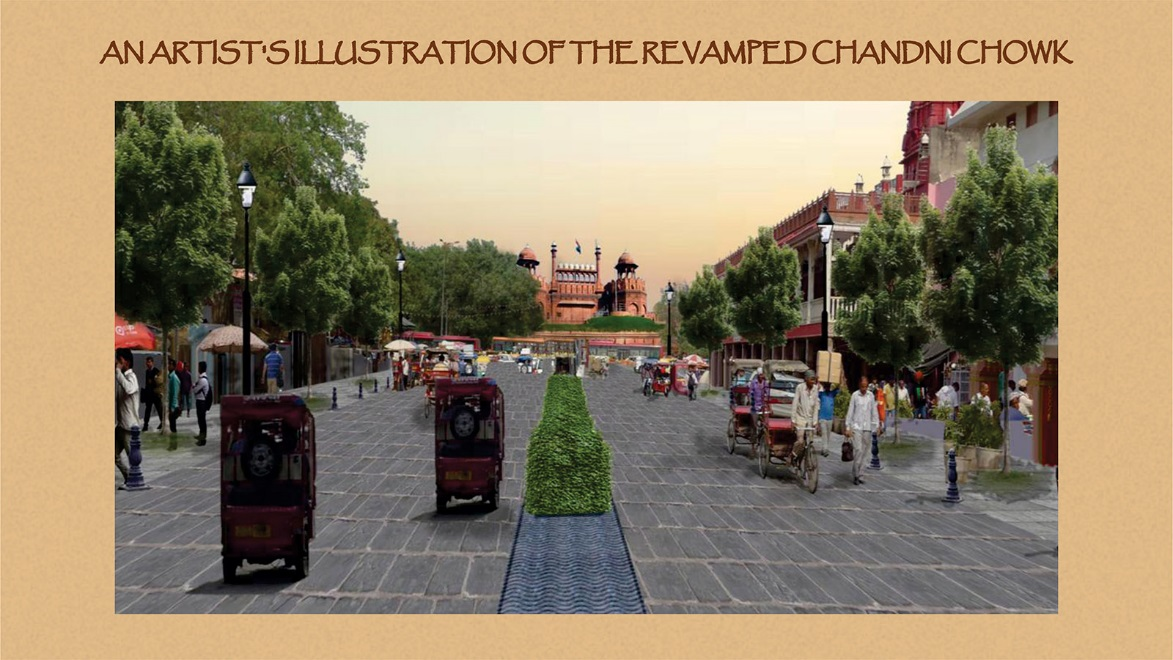 AN ARTIST'S ILLUSTRATION OF THE REVAMPED CHANDNI CHOWK